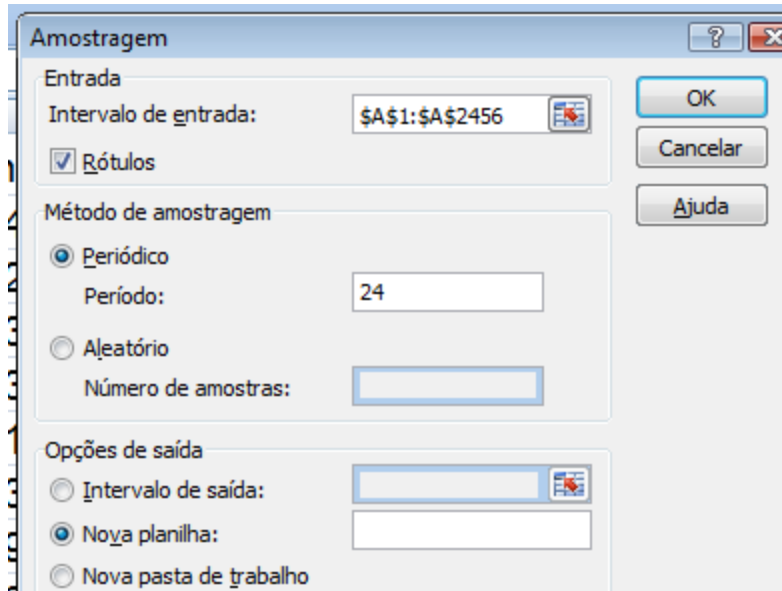 Amostragem
Entrada
OK
Intervalo de entrada: $A$1:$A$2456
Cancelar
Rótulos
Ajuda
Método de amostragem
Periódico
Período: 24
Aleatório
Número de amostras:
Opções de saída
Intervalo de saída:
Nova planilha:
Nova pasta de trabalho